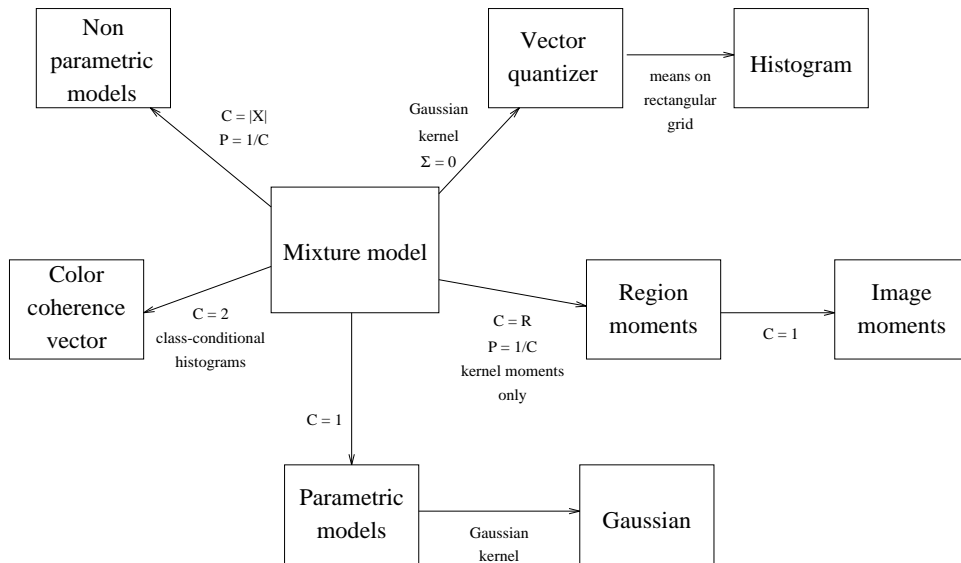 Non
parametric
models
Vector
quantizer
Histogram
means on
rectangular
grid
C = |X|
P = 1/C
Gaussian
kernel
Σ = 0
Mixture model
Color
coherence
vector
C = 2
class-conditional
histograms
Region
moments
Image
moments
C = R
P = 1/C
kernel moments
only
C = 1
C = 1
Parametric
models
Gaussian
kernel
Gaussian